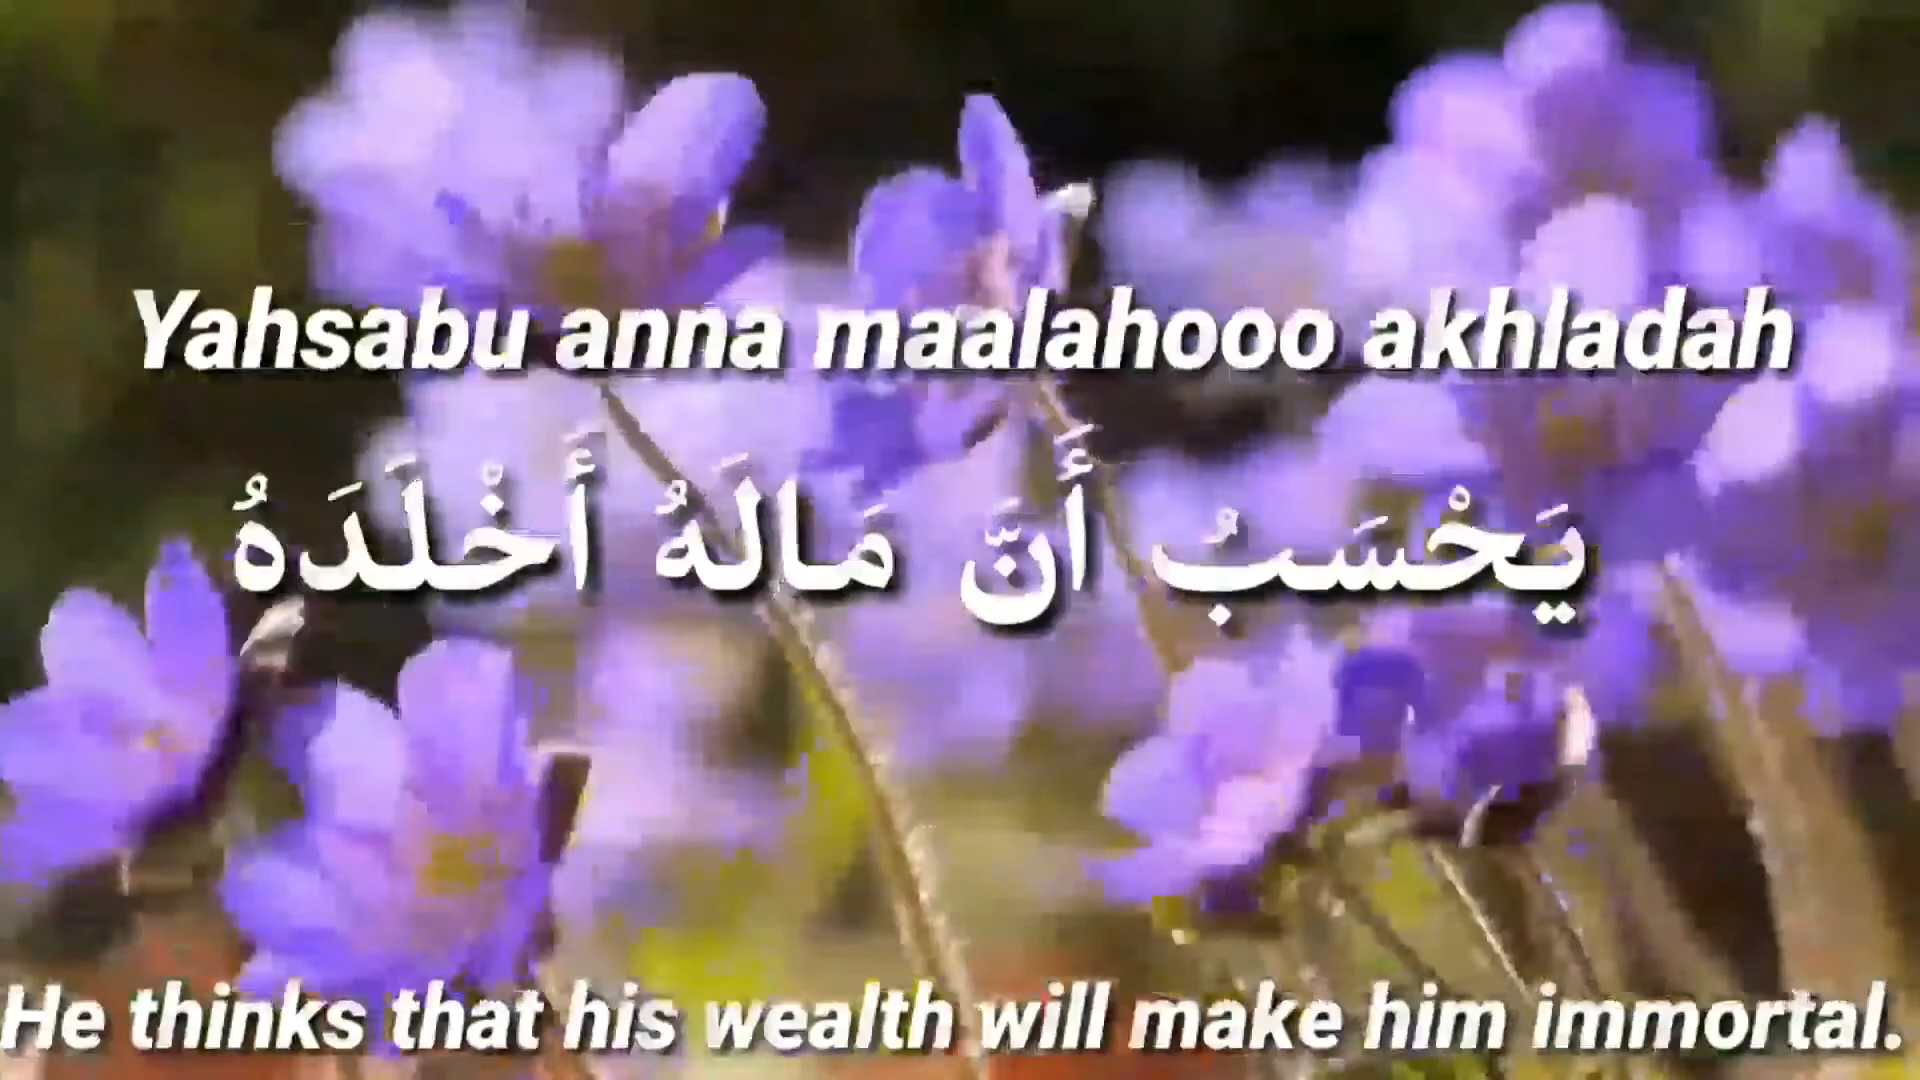 Yahsabu anna maalahooo akhladah
يَحْسَبُ أَنَّ مَالَهُ أَخْلَدَهُ
He thinks that his wealth will make him immortal.